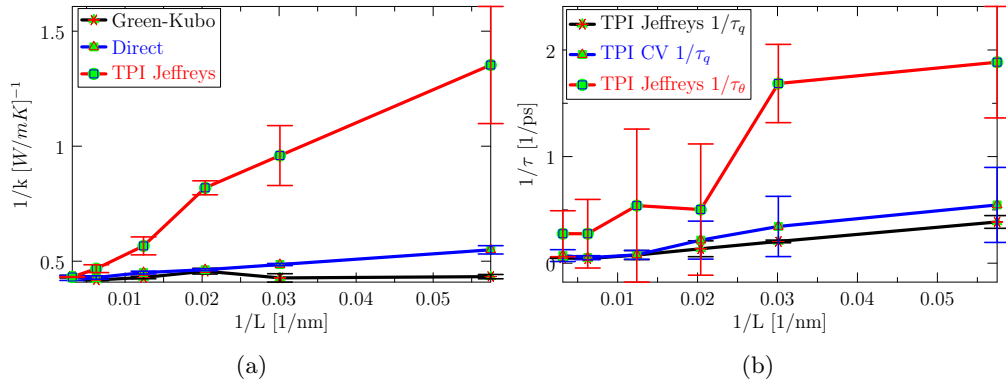 Green-Kubo
Direct
TPI Jeffreys
1/k [W/mK]⁻¹
1.5
1
0.5
0.01
0.02
0.03
0.04
0.05
1/L [1/nm]
(a)
TPI Jeffreys 1/τ_q
TPI CV 1/τ_q
TPI Jeffreys 1/τ_θ
1/τ [1/ps]
2
1
0
0.01
0.02
0.03
0.04
0.05
1/L [1/nm]
(b)